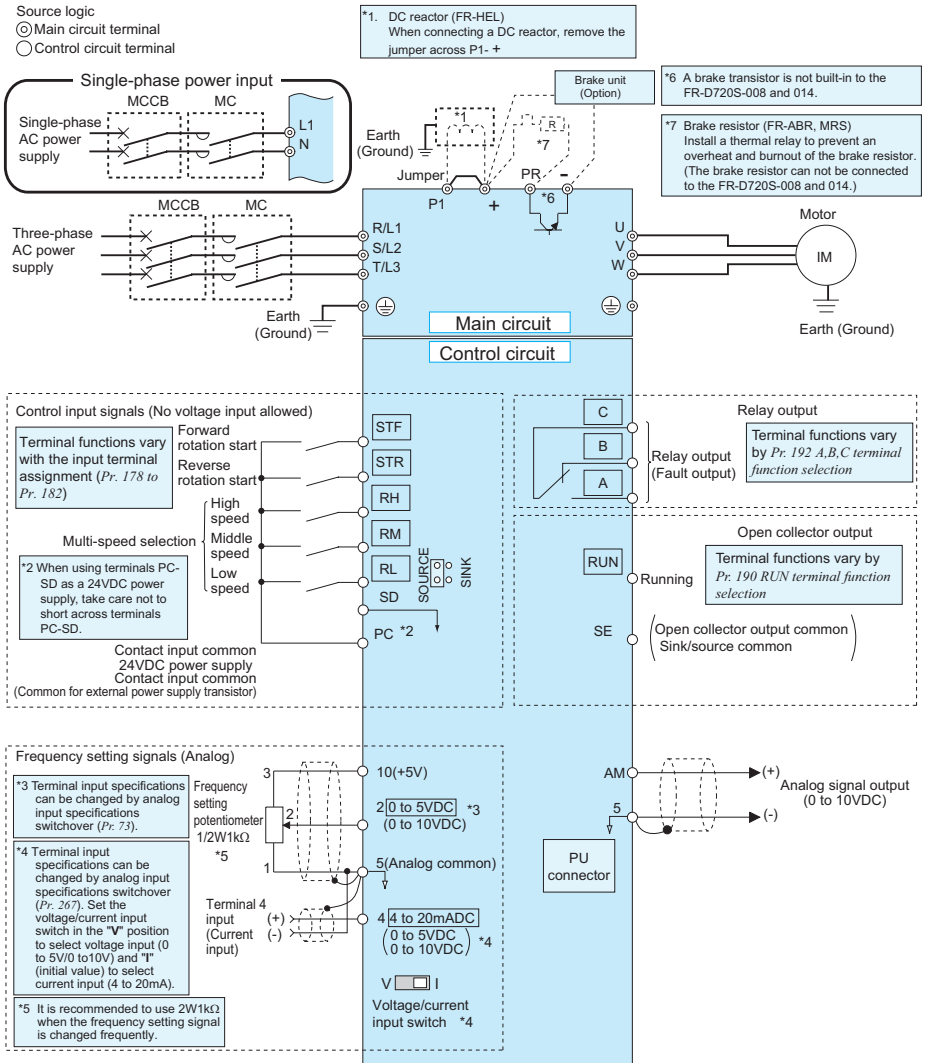 Source logic
Main circuit terminal
Control circuit terminal
*1. DC reactor (FR-HEL)
When connecting a DC reactor, remove the
jumper across P1- +
Single-phase power input
MCCB
MC
Single-phase
AC power
supply
L1
N
Brake unit
(Option)
*6 A brake transistor is not built-in to the
FR-D720S-008 and 014.
*7 Brake resistor (FR-ABR, MRS)
Install a thermal relay to prevent an
overheat and burnout of the brake resistor.
(The brake resistor can not be connected
to the FR-D720S-008 and 014.)
*1
Earth
(Ground)
R
*7
Jumper
P1
+
PR
-
*6
MCCB
MC
Three-phase
AC power
supply
R/L1
S/L2
T/L3
U
V
W
Motor
IM
Earth
(Ground)
Earth (Ground)
Main circuit
Control circuit
Control input signals (No voltage input allowed)
Terminal functions vary
with the input terminal
assignment (Pr. 178 to
Pr. 182)
Forward
rotation start
Reverse
rotation start
Multi-speed selection
High
speed
Middle
speed
Low
speed
*2 When using terminals PC-
SD as a 24VDC power
supply, take care not to
short across terminals
PC-SD.
Contact input common
24VDC power supply
Contact input common
(Common for external power supply transistor)
STF
STR
RH
RM
RL
SD
PC *2
SOURCE
SINK
C
B
A
Relay output
Relay output
(Fault output)
Terminal functions vary
by Pr. 192 A,B,C terminal
function selection
Open collector output
RUN
Running
Terminal functions vary by
Pr. 190 RUN terminal function
selection
SE
Open collector output common
Sink/source common
Frequency setting signals (Analog)
*3 Terminal input specifications
can be changed by analog
input specifications
switchover (Pr. 73).
*4 Terminal input
specifications can be
changed by analog input
specifications switchover
(Pr. 267). Set the
voltage/current input
switch in the "V" position
to select voltage input (0
to 5V/0 to10V) and "I"
(initial value) to select
current input (4 to 20mA).
*5 It is recommended to use 2W1kΩ
when the frequency setting signal
is changed frequently.
Frequency
setting
potentiometer
1/2W1kΩ
*5
3
2
1
Terminal 4
input
(Current
input)
(+)
(-)
10(+5V)
2 0 to 5VDC *3
(0 to 10VDC)
5(Analog common)
4 4 to 20mADC
(0 to 5VDC
0 to 10VDC) *4
V I
Voltage/current
input switch *4
AM
5
(+)
(-)
Analog signal output
(0 to 10VDC)
PU
connector